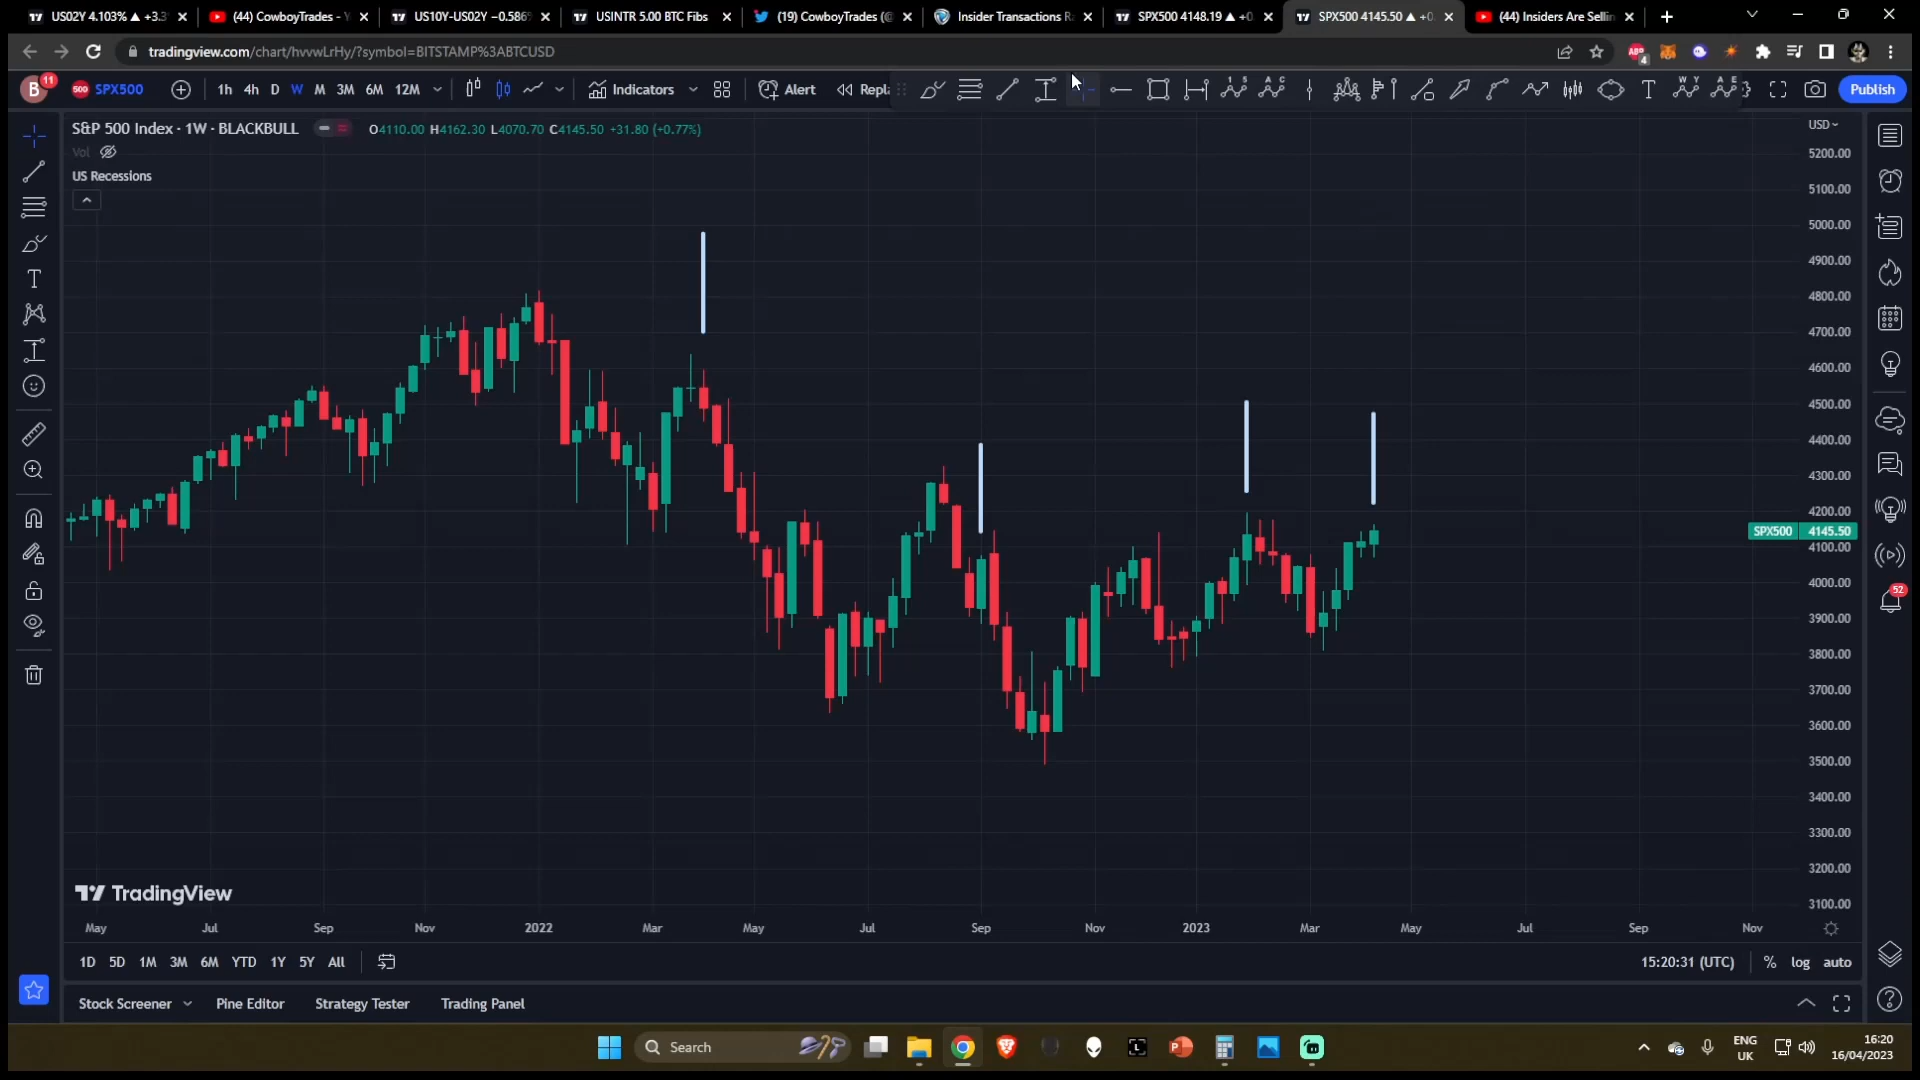 US02Y 4.103% ▲ +3.3
(44) CowboyTrades - Y
US10Y-US02Y −0.586%
USINTR 5.00 BTC Fibs
(19) CowboyTrades (@
Insider Transactions R
SPX500 4148.19 ▲ +0
SPX500 4145.50 ▲ +0.
(44) Insiders Are Sellin
tradingview.com/chart/hvvwLrHy/?symbol=BITSTAMP%3ABTCUSD
ABP 4
B 11 500 SPX500 1h 4h D W M 3M 6M 12M Indicators Alert Repla Publish
S&P 500 Index · 1W · BLACKBULL O4110.00 H4162.30 L4070.70 C4145.50 +31.80 (+0.77%)
Vol
US Recessions
USD
5200.00
5100.00
5000.00
4900.00
4800.00
4700.00
4600.00
4500.00
4400.00
4300.00
4200.00
SPX500 4145.50
4100.00
4000.00
3900.00
3800.00
3700.00
3600.00
3500.00
3400.00
3300.00
3200.00
3100.00
52
TradingView
May Jul Sep Nov 2022 Mar May Jul Sep Nov 2023 Mar May Jul Sep Nov
1D 5D 1M 3M 6M YTD 1Y 5Y All 15:20:31 (UTC) % log auto
Stock Screener Pine Editor Strategy Tester Trading Panel
Search
ENG
UK
16:20
16/04/2023